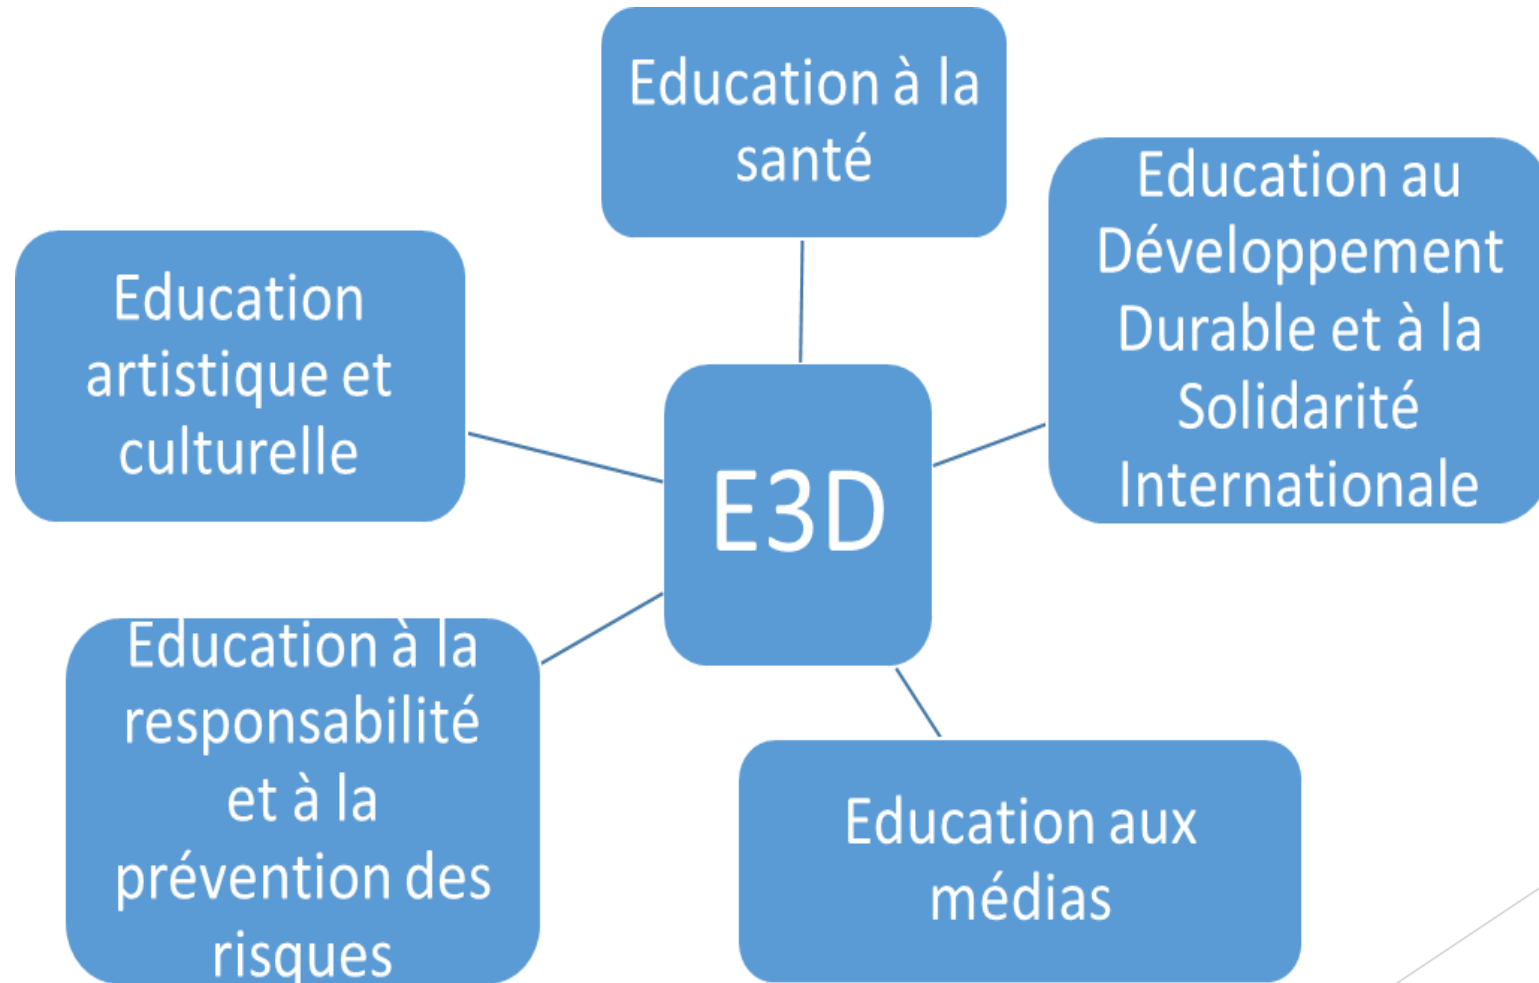 Education à la
santé
Education au
Développement
Durable et à la
Solidarité
Internationale
Education
artistique et
culturelle
E3D
Education à la
responsabilité
et à la
prévention des
risques
Education aux
médias